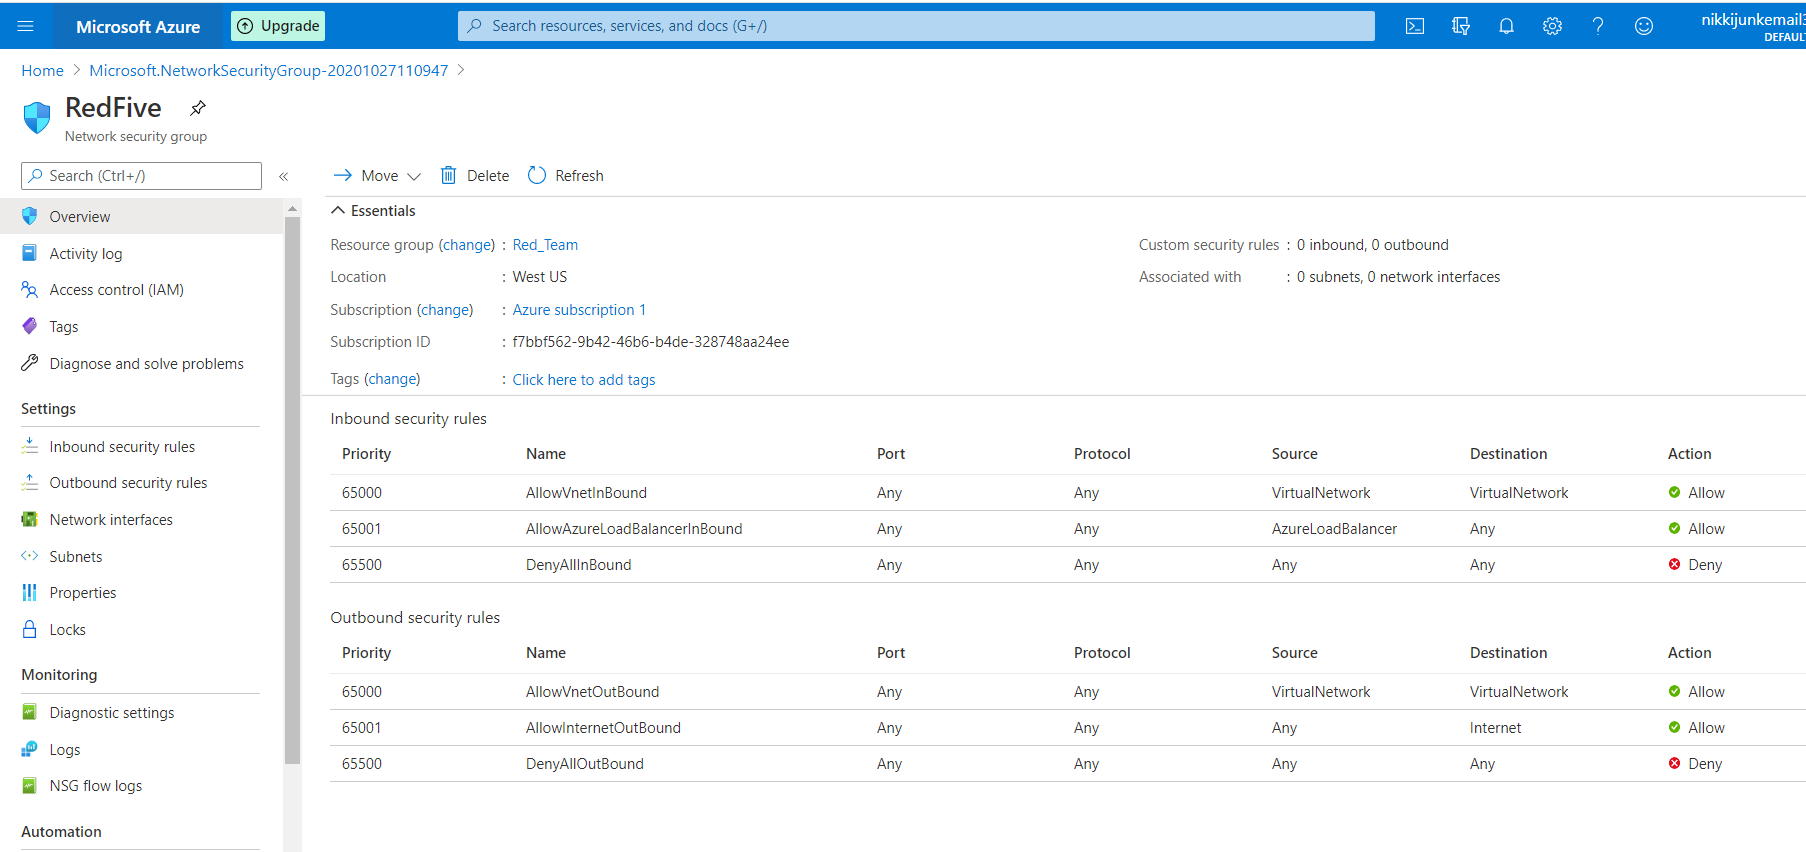 Microsoft Azure
Upgrade
Search resources, services, and docs (G+/)
nikkijunkemail3
DEFAUL
Home > Microsoft.NetworkSecurityGroup-20201027110947 >
RedFive
Network security group
Search (Ctrl+/)
«
Move
Delete
Refresh
Overview
Activity log
Access control (IAM)
Tags
Diagnose and solve problems
Settings
Inbound security rules
Outbound security rules
Network interfaces
Subnets
Properties
Locks
Monitoring
Diagnostic settings
Logs
NSG flow logs
Automation
Essentials
Resource group (change) : Red_Team
Location : West US
Subscription (change) : Azure subscription 1
Subscription ID : f7bbf562-9b42-46b6-b4de-328748aa24ee
Tags (change) : Click here to add tags
Custom security rules : 0 inbound, 0 outbound
Associated with : 0 subnets, 0 network interfaces
Inbound security rules
Priority Name Port Protocol Source Destination Action
65000 AllowVnetInBound Any Any VirtualNetwork VirtualNetwork Allow
65001 AllowAzureLoadBalancerInBound Any Any AzureLoadBalancer Any Allow
65500 DenyAllInBound Any Any Any Any Deny
Outbound security rules
Priority Name Port Protocol Source Destination Action
65000 AllowVnetOutBound Any Any VirtualNetwork VirtualNetwork Allow
65001 AllowInternetOutBound Any Any Any Internet Allow
65500 DenyAllOutBound Any Any Any Any Deny